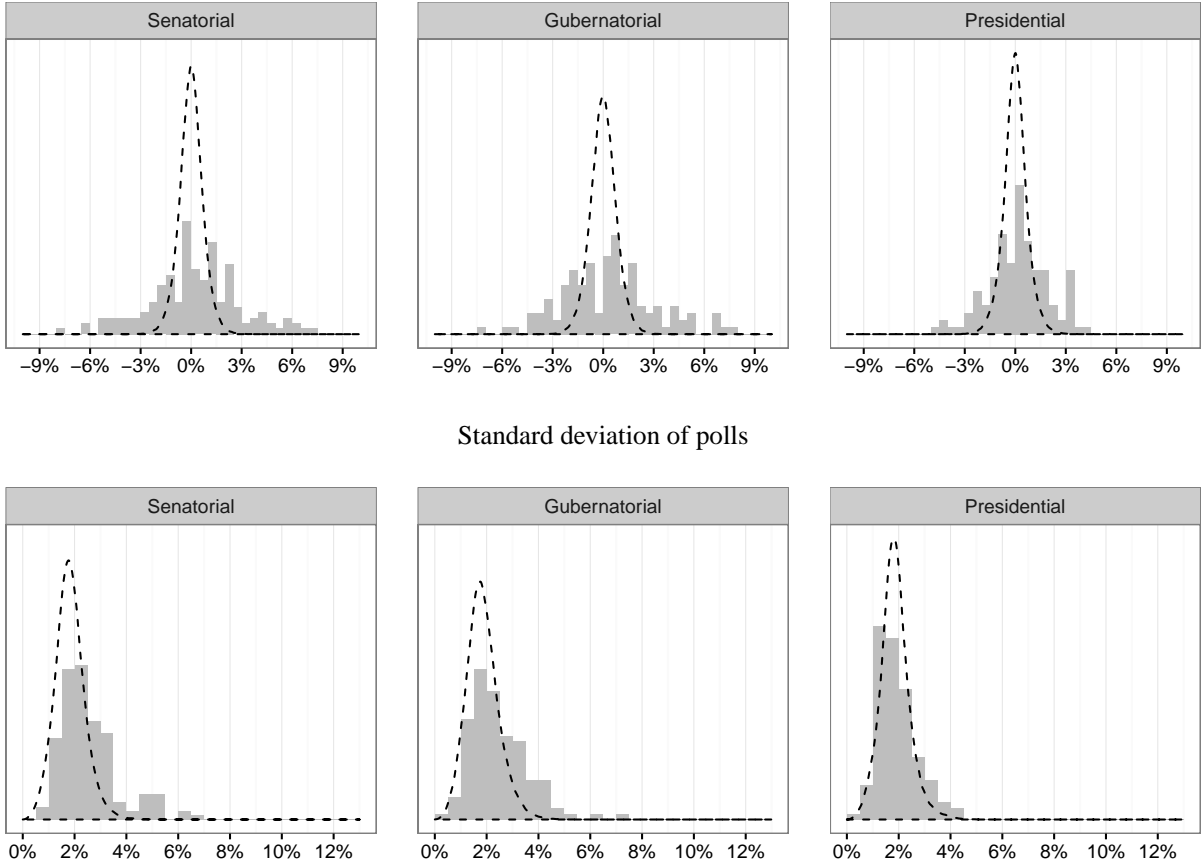 Senatorial Gubernatorial Presidential
−9% −6% −3% 0% 3% 6% 9% −9% −6% −3% 0% 3% 6% 9% −9% −6% −3% 0% 3% 6% 9%
Standard deviation of polls
Senatorial Gubernatorial Presidential
0% 2% 4% 6% 8% 10% 12% 0% 2% 4% 6% 8% 10% 12% 0% 2% 4% 6% 8% 10% 12%